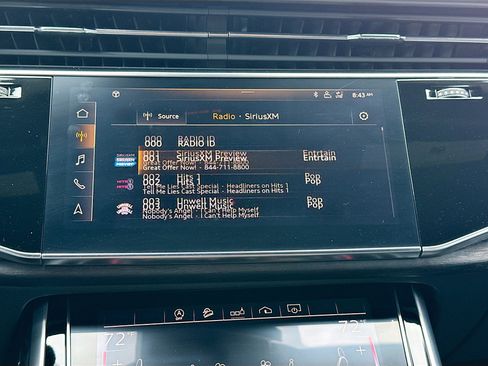 8:43 AM
Source
Radio · SiriusXM
000 RADIO ID
001 SiriusXM Preview Entrtain
Great Offer Now! - 844-711-8800
002 Hits 1 Pop
Tell Me Lies Cast Special - Headliners on Hits 1
003 Unwell Music Pop
Nobody's Angel - I Can't Help Myself
72° 72°